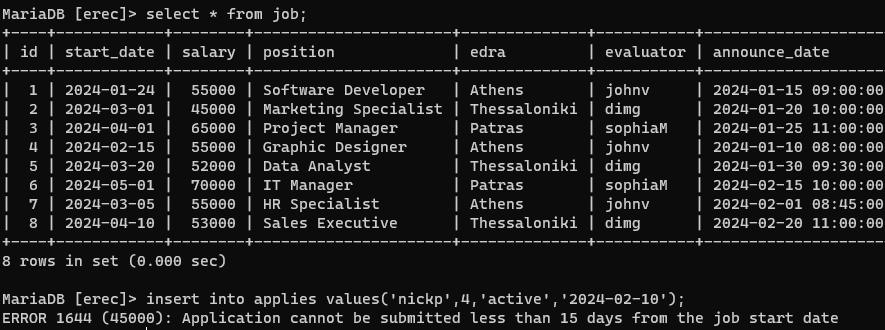 MariaDB [erec]> select * from job;
+----+------------+--------+----------------------+--------------+-----------+---------------------
| id | start_date | salary | position             | edra         | evaluator | announce_date
+----+------------+--------+----------------------+--------------+-----------+---------------------
|  1 | 2024-01-24 |  55000 | Software Developer   | Athens       | johnv     | 2024-01-15 09:00:00
|  2 | 2024-03-01 |  45000 | Marketing Specialist | Thessaloniki | dimg      | 2024-01-20 10:00:00
|  3 | 2024-04-01 |  65000 | Project Manager      | Patras       | sophiaM   | 2024-01-25 11:00:00
|  4 | 2024-02-15 |  55000 | Graphic Designer     | Athens       | johnv     | 2024-01-10 08:00:00
|  5 | 2024-03-20 |  52000 | Data Analyst         | Thessaloniki | dimg      | 2024-01-30 09:30:00
|  6 | 2024-05-01 |  70000 | IT Manager           | Patras       | sophiaM   | 2024-02-15 10:00:00
|  7 | 2024-03-05 |  55000 | HR Specialist        | Athens       | johnv     | 2024-02-01 08:45:00
|  8 | 2024-04-10 |  53000 | Sales Executive      | Thessaloniki | dimg      | 2024-02-20 11:00:00
+----+------------+--------+----------------------+--------------+-----------+---------------------
8 rows in set (0.000 sec)
MariaDB [erec]> insert into applies values('nickp',4,'active','2024-02-10');
ERROR 1644 (45000): Application cannot be submitted less than 15 days from the job start date